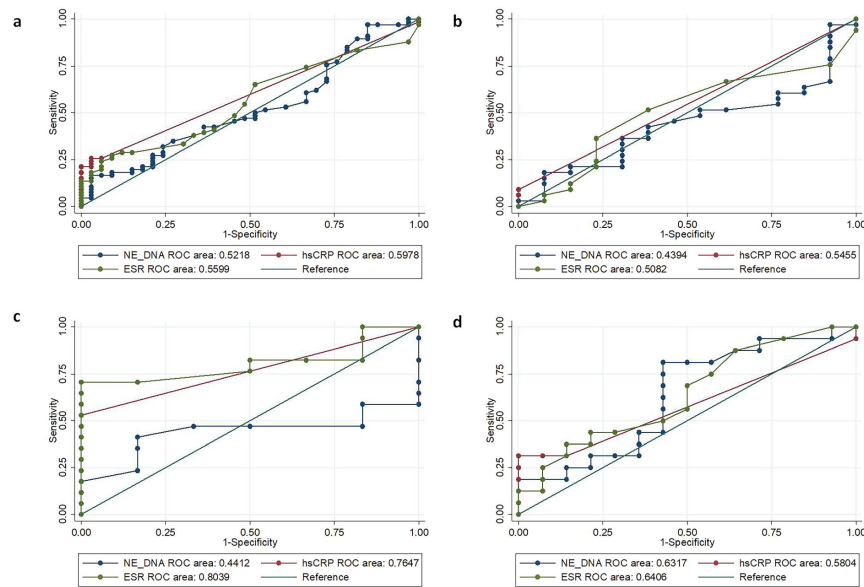 a
1.00
0.75
0.50
0.25
0.00
Sensitivity
0.00 0.25 0.50 0.75 1.00
1-Specificity
NE_DNA ROC area: 0.5218 hsCRP ROC area: 0.5978
ESR ROC area: 0.5599 Reference
b
1.00
0.75
0.50
0.25
0.00
Sensitivity
0.00 0.25 0.50 0.75 1.00
1-Specificity
NE_DNA ROC area: 0.4394 hsCRP ROC area: 0.5455
ESR ROC area: 0.5082 Reference
c
1.00
0.75
0.50
0.25
0.00
Sensitivity
0.00 0.25 0.50 0.75 1.00
1-Specificity
NE_DNA ROC area: 0.4412 hsCRP ROC area: 0.7647
ESR ROC area: 0.8039 Reference
d
1.00
0.75
0.50
0.25
0.00
Sensitivity
0.00 0.25 0.50 0.75 1.00
1-Specificity
NE_DNA ROC area: 0.6317 hsCRP ROC area: 0.5804
ESR ROC area: 0.6406 Reference